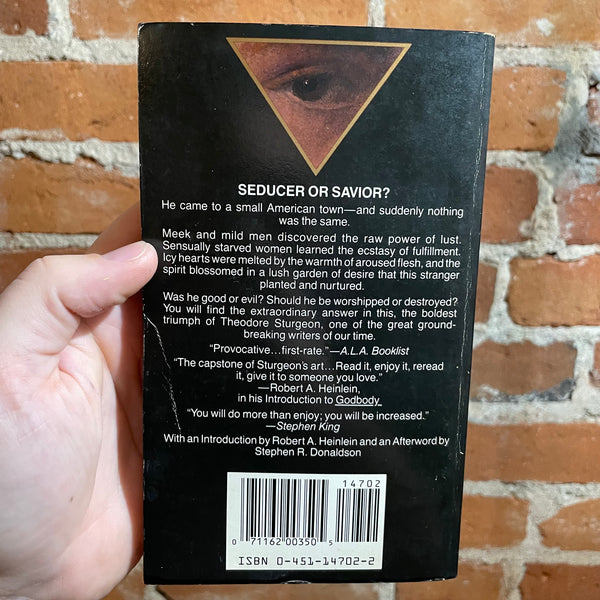 SEDUCER OR SAVIOR?
He came to a small American town—and suddenly nothing
was the same.
Meek and mild men discovered the raw power of lust.
Sensually starved women learned the ecstasy of fulfillment.
Icy hearts were melted by the warmth of aroused flesh, and the
spirit blossomed in a lush garden of desire that this stranger
planted and nurtured.
Was he good or evil? Should he be worshipped or destroyed?
You will find the extraordinary answer in this, the boldest
triumph of Theodore Sturgeon, one of the great ground-
breaking writers of our time.
“Provocative...first-rate.”—A.L.A. Booklist
“The capstone of Sturgeon's art...Read it, enjoy it, reread
it, give it to someone you love.”
—Robert A. Heinlein,
in his Introduction to Godbody
“You will do more than enjoy; you will be increased.”
—Stephen King
With an Introduction by Robert A. Heinlein and an Afterword by
Stephen R. Donaldson
14702
0 71162 00350 5
ISBN 0-451-14702-2